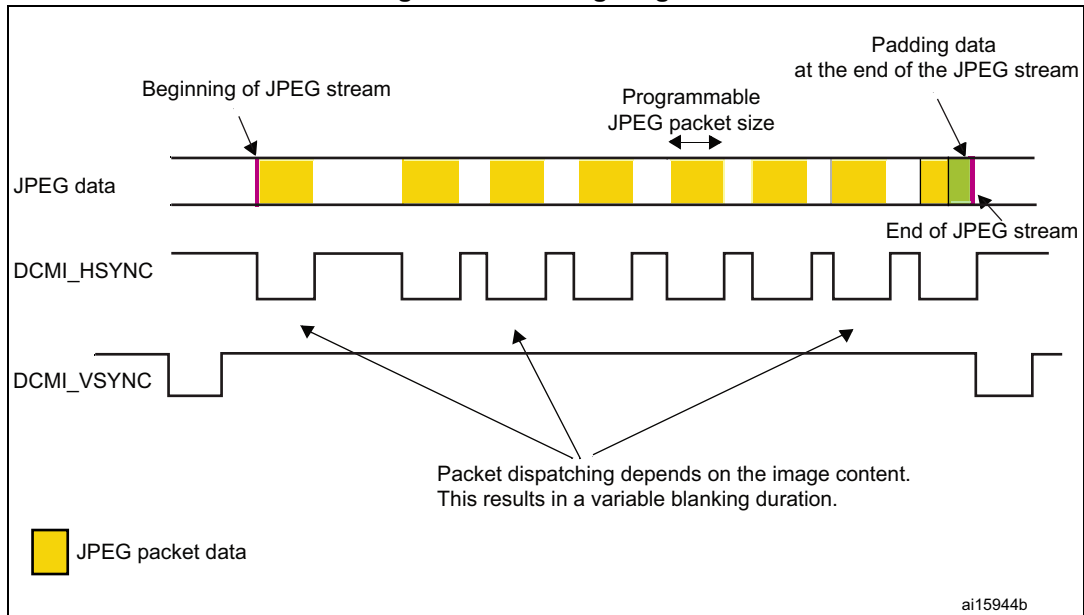 Padding data
at the end of the JPEG stream
Beginning of JPEG stream
Programmable
JPEG packet size
JPEG data
End of JPEG stream
DCMI_HSYNC
DCMI_VSYNC
Packet dispatching depends on the image content.
This results in a variable blanking duration.
JPEG packet data
ai15944b